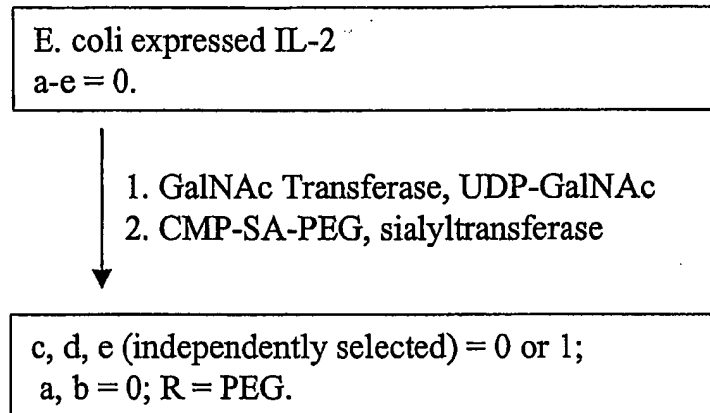 E. coli expressed IL-2
a-e = 0.
1. GalNAc Transferase, UDP-GalNAc
2. CMP-SA-PEG, sialyltransferase
c, d, e (independently selected) = 0 or 1;
a, b = 0; R = PEG.